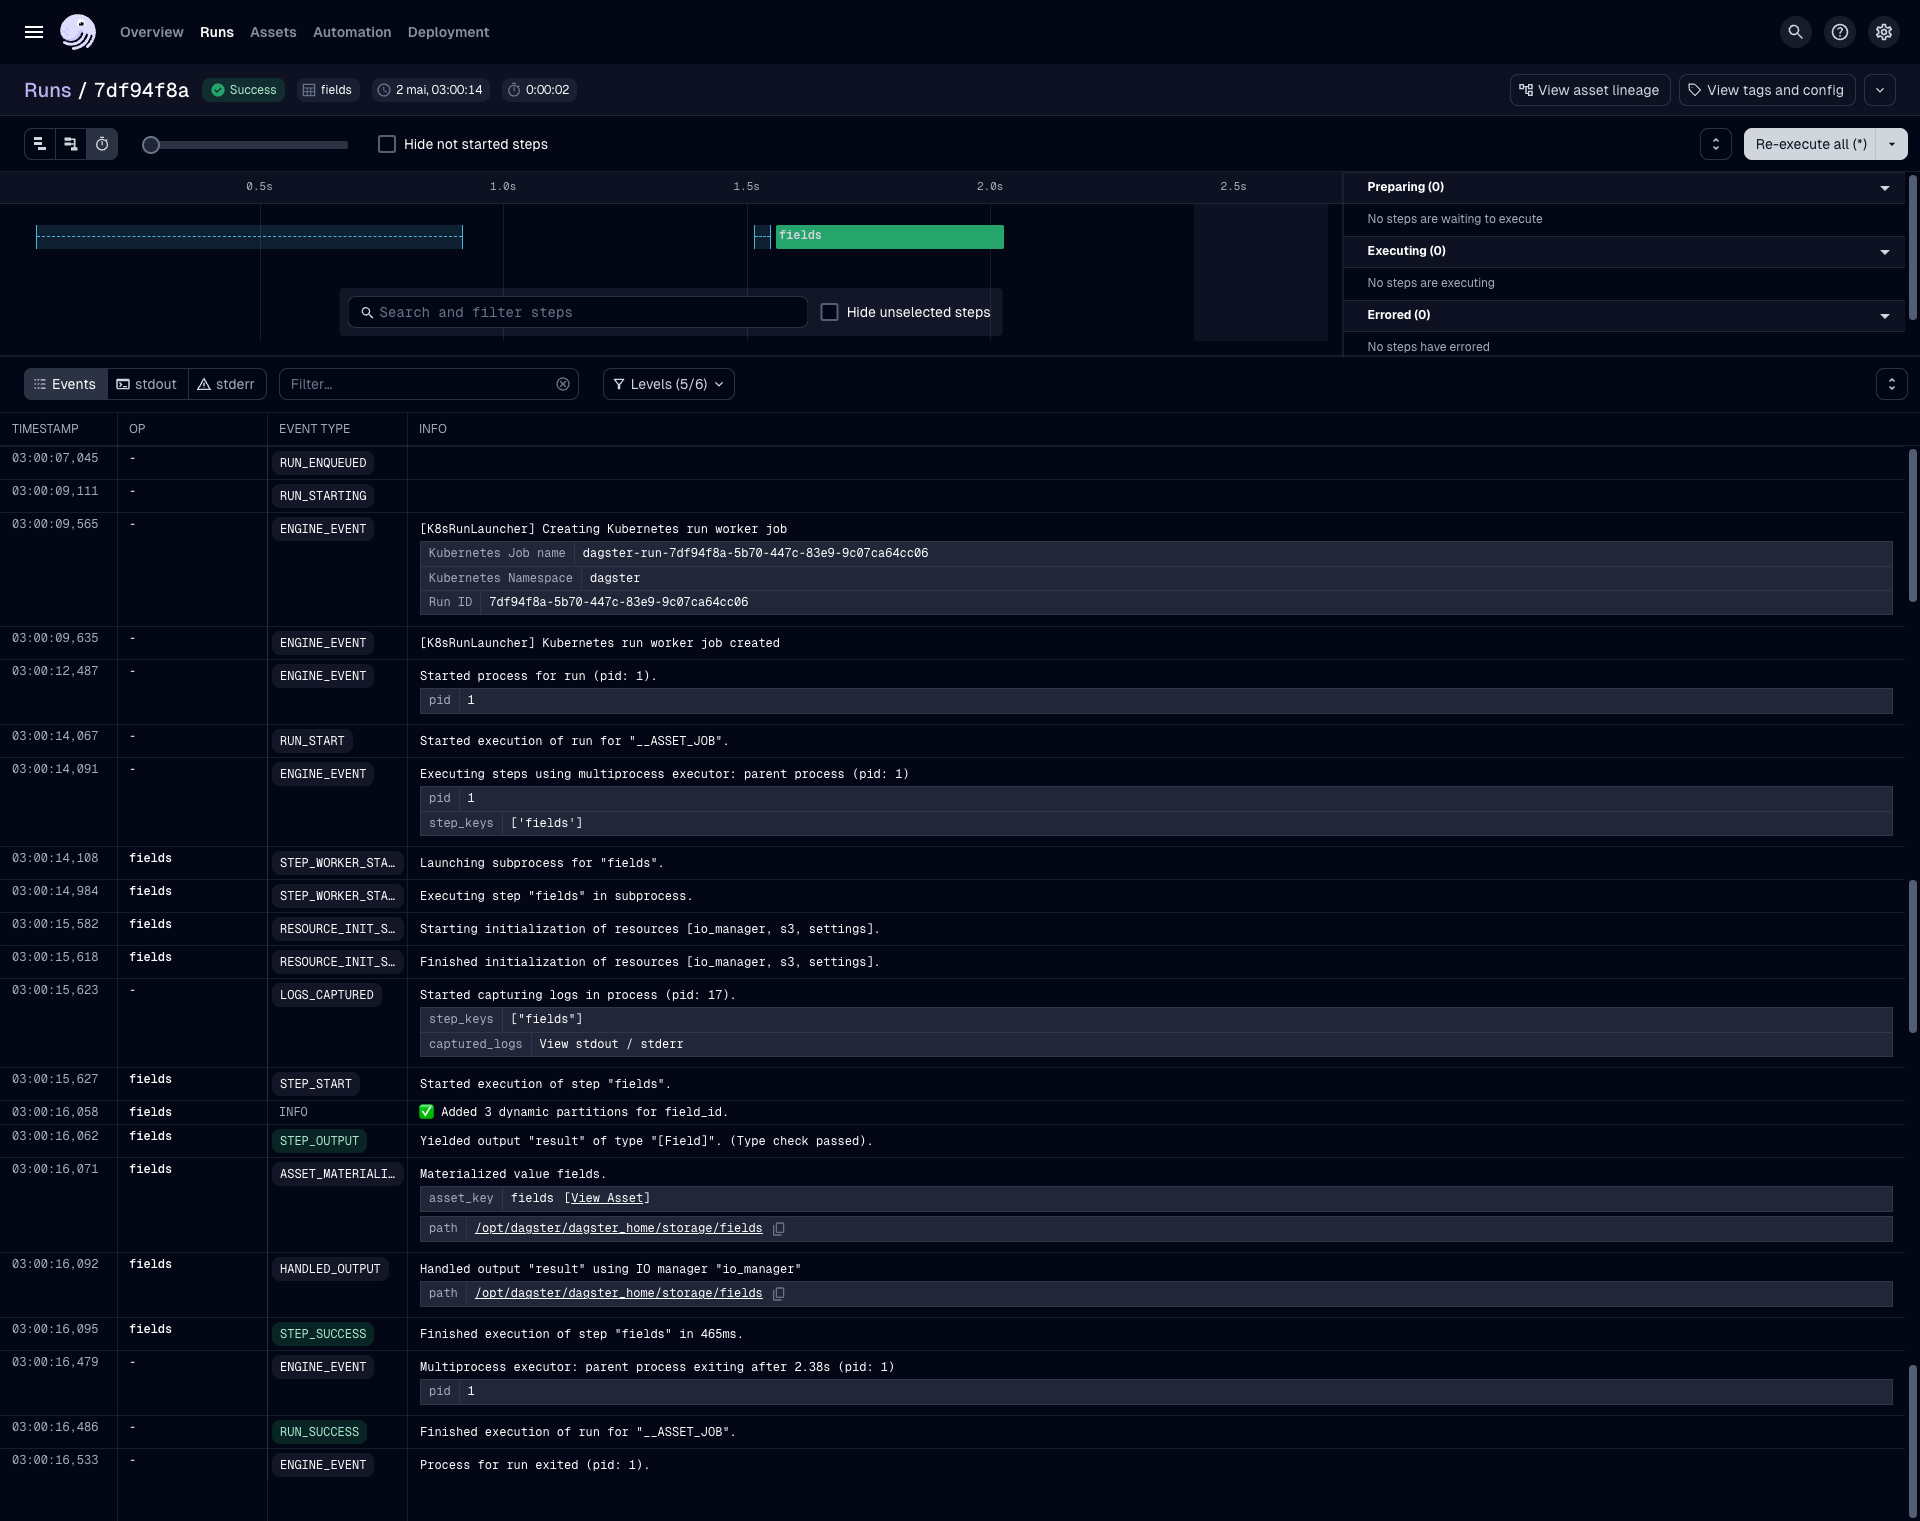 Overview Runs Assets Automation Deployment
Runs / 7df94f8a Success fields 2 mai, 03:00:14 0:00:02 View asset lineage View tags and config
Hide not started steps Re-execute all (*)
0.5s 1.0s 1.5s 2.0s 2.5s
fields
Search and filter steps Hide unselected steps
Preparing (0)
No steps are waiting to execute
Executing (0)
No steps are executing
Errored (0)
No steps have errored
Events stdout stderr Filter… Levels (5/6)
TIMESTAMP OP EVENT TYPE INFO
03:00:07,045 - RUN_ENQUEUED
03:00:09,111 - RUN_STARTING
03:00:09,565 - ENGINE_EVENT [K8sRunLauncher] Creating Kubernetes run worker job
Kubernetes Job name dagster-run-7df94f8a-5b70-447c-83e9-9c07ca64cc06
Kubernetes Namespace dagster
Run ID 7df94f8a-5b70-447c-83e9-9c07ca64cc06
03:00:09,635 - ENGINE_EVENT [K8sRunLauncher] Kubernetes run worker job created
03:00:12,487 - ENGINE_EVENT Started process for run (pid: 1).
pid 1
03:00:14,067 - RUN_START Started execution of run for "__ASSET_JOB".
03:00:14,091 - ENGINE_EVENT Executing steps using multiprocess executor: parent process (pid: 1)
pid 1
step_keys ['fields']
03:00:14,108 fields STEP_WORKER_STA… Launching subprocess for "fields".
03:00:14,984 fields STEP_WORKER_STA… Executing step "fields" in subprocess.
03:00:15,582 fields RESOURCE_INIT_S… Starting initialization of resources [io_manager, s3, settings].
03:00:15,618 fields RESOURCE_INIT_S… Finished initialization of resources [io_manager, s3, settings].
03:00:15,623 - LOGS_CAPTURED Started capturing logs in process (pid: 17).
step_keys ["fields"]
captured_logs View stdout / stderr
03:00:15,627 fields STEP_START Started execution of step "fields".
03:00:16,058 fields INFO ✅ Added 3 dynamic partitions for field_id.
03:00:16,062 fields STEP_OUTPUT Yielded output "result" of type "[Field]". (Type check passed).
03:00:16,071 fields ASSET_MATERIALI… Materialized value fields.
asset_key fields [View Asset]
path /opt/dagster/dagster_home/storage/fields
03:00:16,092 fields HANDLED_OUTPUT Handled output "result" using IO manager "io_manager"
path /opt/dagster/dagster_home/storage/fields
03:00:16,095 fields STEP_SUCCESS Finished execution of step "fields" in 465ms.
03:00:16,479 - ENGINE_EVENT Multiprocess executor: parent process exiting after 2.38s (pid: 1)
pid 1
03:00:16,486 - RUN_SUCCESS Finished execution of run for "__ASSET_JOB".
03:00:16,533 - ENGINE_EVENT Process for run exited (pid: 1).